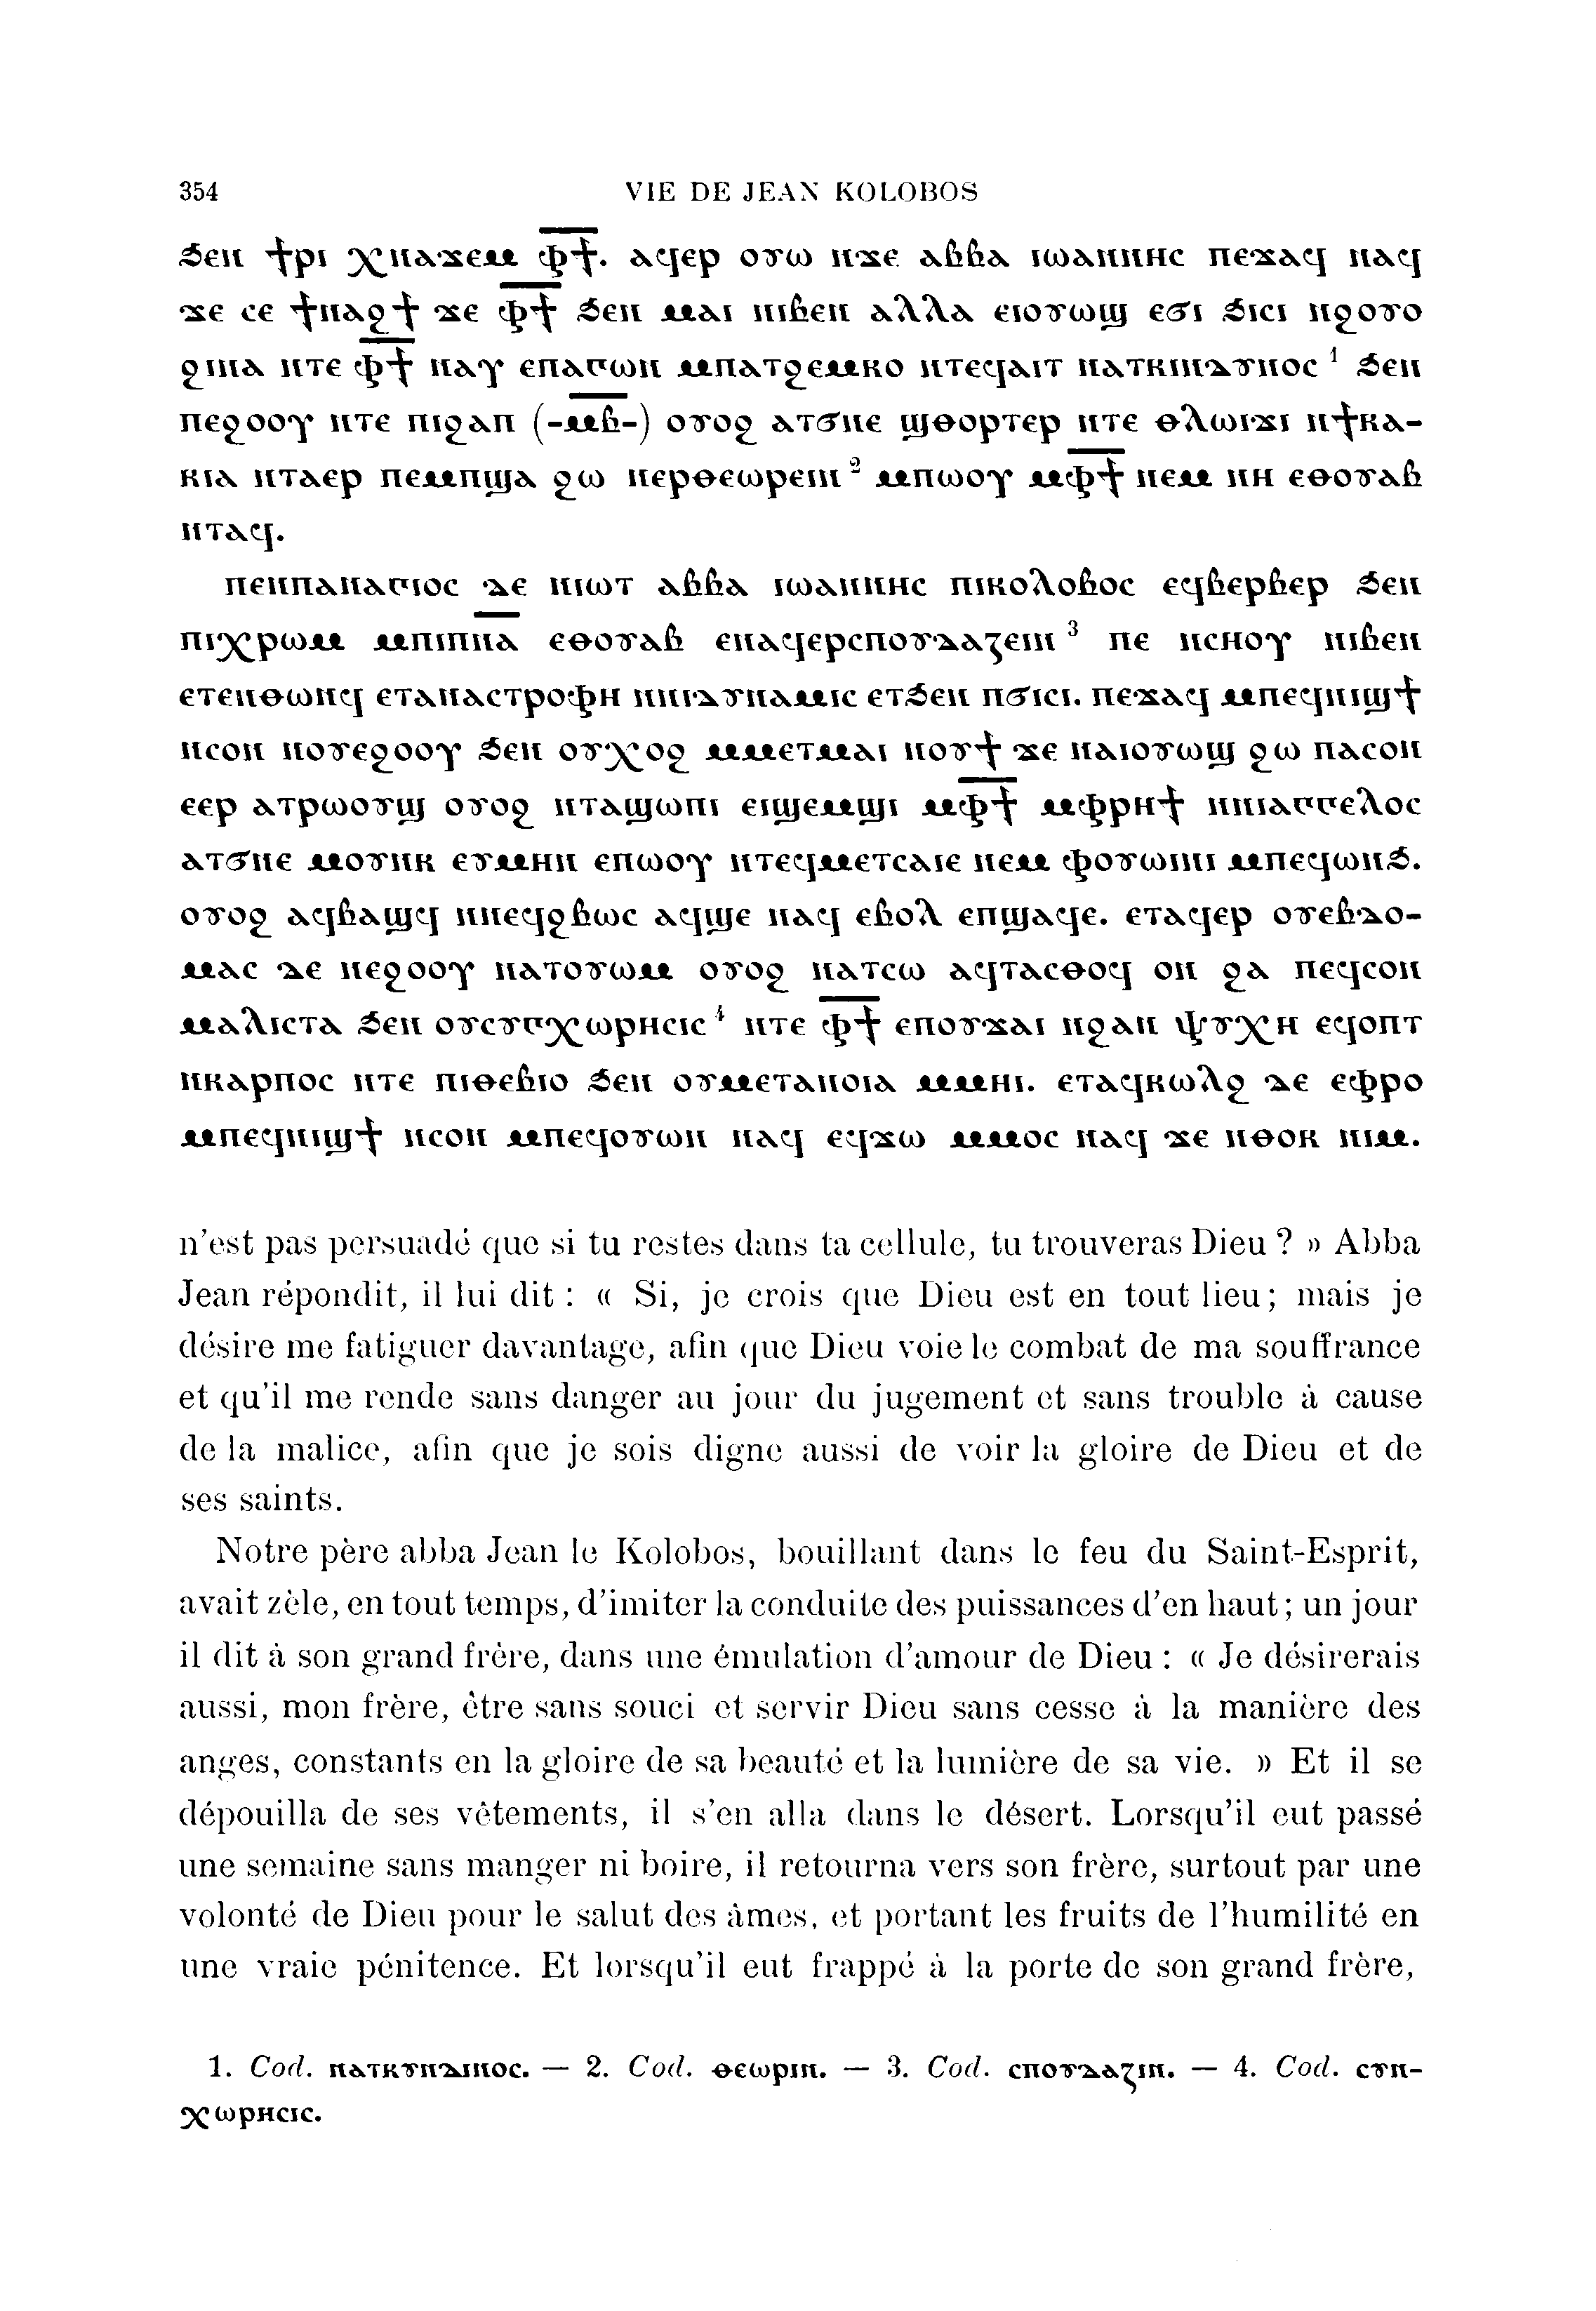 354 VIE DE JEAN KOLOBOS
ϧⲉⲛ ϯⲣⲓ ⲭⲛⲁϫⲉⲙ ⲫ̅ϯ̅. ⲁϥⲉⲣ ⲟⲩⲱ ⲛϫⲉ ⲁⲃⲃⲁ ⲓⲱⲁⲛⲛⲏⲥ ⲡⲉϫⲁϥ ⲛⲁϥ
ϫⲉ ⲥⲉ ϯⲛⲁϩϯ ϫⲉ ⲫ̅ϯ̅ ϧⲉⲛ ⲙⲁⲓ ⲛⲓⲃⲉⲛ ⲁⲗⲗⲁ ⲉⲓⲟⲩⲱϣ ⲉϭⲓ ϧⲓⲥⲓ ⲛϩⲟⲩⲟ
ϩⲓⲛⲁ ⲛⲧⲉ ⲫ̅ϯ̅ ⲛⲁⲩ ⲉⲡⲁⲅⲱⲛ ⲙⲡⲁⲧϩⲉⲙⲕⲟ ⲛⲧⲉϥⲁⲓⲧ ⲛⲁⲧⲕⲓⲛⲇⲩⲛⲟⲥ ¹ ϧⲉⲛ
ⲡⲉϩⲟⲟⲩ ⲛⲧⲉ ⲡⲓϩⲁⲡ (-ⲙ̅ⲃ̅-) ⲟⲩⲟϩ ⲁⲧϭⲛⲉ ϣⲑⲟⲣⲧⲉⲣ ⲛⲧⲉ ⲑⲗⲱⲓϫⲓ ⲛϯⲕⲁ-
ⲕⲓⲁ ⲛⲧⲁⲉⲣ ⲡⲉⲙⲡϣⲁ ϩⲱ ⲛⲉⲣⲑⲉⲱⲣⲉⲓⲛ ² ⲙⲡⲱⲟⲩ ⲙⲫ̅ϯ̅ ⲛⲉⲙ ⲛⲏ ⲉⲑⲟⲩⲁⲃ
ⲛⲧⲁϥ.
ⲡⲉⲛⲡⲁⲛⲁⲅⲓⲟⲥ ⲇⲉ ⲛⲓⲱⲧ ⲁⲃⲃⲁ ⲓⲱⲁⲛⲛⲏⲥ ⲡⲓⲕⲟⲗⲟⲃⲟⲥ ⲉϥⲃⲉⲣⲃⲉⲣ ϧⲉⲛ
ⲡⲓⲭⲣⲱⲙ ⲙⲡⲓⲡ̅ⲛ̅ⲁ̅ ⲉⲑⲟⲩⲁⲃ ⲉⲛⲁϥⲉⲣⲥⲡⲟⲩⲇⲁⲍⲉⲓⲛ ³ ⲡⲉ ⲛⲥⲏⲟⲩ ⲛⲓⲃⲉⲛ
ⲉⲧⲉⲛⲑⲱⲛϥ ⲉⲧⲁⲛⲁⲥⲧⲣⲟⲫⲏ ⲛⲛⲓⲇⲩⲛⲁⲙⲓⲥ ⲉⲧϧⲉⲛ ⲡϭⲓⲥⲓ. ⲡⲉϫⲁϥ ⲙⲡⲉϥⲛⲓϣϯ
ⲛⲥⲟⲛ ⲛⲟⲩⲉϩⲟⲟⲩ ϧⲉⲛ ⲟⲩⲭⲟϩ ⲙⲙⲉⲧⲙⲁⲓ ⲛⲟⲩϯ ϫⲉ ⲛⲁⲓⲟⲩⲱϣ ϩⲱ ⲡⲁⲥⲟⲛ
ⲉⲉⲣ ⲁⲧⲣⲱⲟⲩϣ ⲟⲩⲟϩ ⲛⲧⲁϣⲱⲡⲓ ⲉⲓϣⲉⲙϣⲓ ⲙⲫ̅ϯ̅ ⲙⲫⲣⲏϯ ⲛⲛⲓⲁⲅⲅⲉⲗⲟⲥ
ⲁⲧϭⲛⲉ ⲙⲟⲩⲛⲕ ⲉⲩⲙⲏⲛ ⲉⲡⲱⲟⲩ ⲛⲧⲉϥⲙⲉⲧⲥⲁⲓⲉ ⲛⲉⲙ ⲫⲟⲩⲱⲓⲛⲓ ⲙⲡⲉϥⲱⲛϧ.
ⲟⲩⲟϩ ⲁϥⲃⲁϣϥ ⲛⲛⲉϥϩⲃⲱⲥ ⲁϥϣⲉ ⲛⲁϥ ⲉⲃⲟⲗ ⲉⲡϣⲁϥⲉ. ⲉⲧⲁϥⲉⲣ ⲟⲩⲉⲃⲇⲟ-
ⲙⲁⲥ ⲇⲉ ⲛⲉϩⲟⲟⲩ ⲛⲁⲧⲟⲩⲱⲙ ⲟⲩⲟϩ ⲛⲁⲧⲥⲱ ⲁϥⲧⲁⲥⲑⲟϥ ⲟⲛ ϩⲁ ⲡⲉϥⲥⲟⲛ
ⲙⲁⲗⲓⲥⲧⲁ ϧⲉⲛ ⲟⲩⲥⲩⲅⲭⲱⲣⲏⲥⲓⲥ ⁴ ⲛⲧⲉ ⲫ̅ϯ̅ ⲉⲡⲟⲩϫⲁⲓ ⲛϩⲁⲛ ⲯⲩⲭⲏ ⲉϥⲟⲡⲧ
ⲛⲕⲁⲣⲡⲟⲥ ⲛⲧⲉ ⲡⲓⲑⲉⲃⲓⲟ ϧⲉⲛ ⲟⲩⲙⲉⲧⲁⲛⲟⲓⲁ ⲙⲙⲏⲓ. ⲉⲧⲁϥⲕⲱⲗϩ ⲇⲉ ⲉⲫⲣⲟ
ⲙⲡⲉϥⲛⲓϣϯ ⲛⲥⲟⲛ ⲙⲡⲉϥⲟⲩⲱⲛ ⲛⲁϥ ⲉϥϫⲱ ⲙⲙⲟⲥ ⲛⲁϥ ϫⲉ ⲛⲑⲟⲕ ⲛⲓⲙ.
n'est pas persuadé que si tu restes dans ta cellule, tu trouveras Dieu ? » Abba
Jean répondit, il lui dit : « Si, je crois que Dieu est en tout lieu; mais je
désire me fatiguer davantage, afin que Dieu voie le combat de ma souffrance
et qu'il me rende sans danger au jour du jugement et sans trouble à cause
de la malice, afin que je sois digne aussi de voir la gloire de Dieu et de
ses saints.
Notre père abba Jean le Kolobos, bouillant dans le feu du Saint-Esprit,
avait zèle, en tout temps, d'imiter la conduite des puissances d'en haut; un jour
il dit à son grand frère, dans une émulation d'amour de Dieu : « Je désirerais
aussi, mon frère, être sans souci et servir Dieu sans cesse à la manière des
anges, constants en la gloire de sa beauté et la lumière de sa vie. » Et il se
dépouilla de ses vêtements, il s'en alla dans le désert. Lorsqu'il eut passé
une semaine sans manger ni boire, il retourna vers son frère, surtout par une
volonté de Dieu pour le salut des âmes, et portant les fruits de l'humilité en
une vraie pénitence. Et lorsqu'il eut frappé à la porte de son grand frère,
1. Cod. ⲛⲁⲧⲕⲩⲛⲇⲓⲛⲟⲥ. — 2. Cod. ⲑⲉⲱⲣⲓⲛ. — 3. Cod. ⲥⲡⲟⲩⲇⲁⲍⲓⲛ. — 4. Cod. ⲥⲩⲛ-
ⲭⲱⲣⲏⲥⲓⲥ.